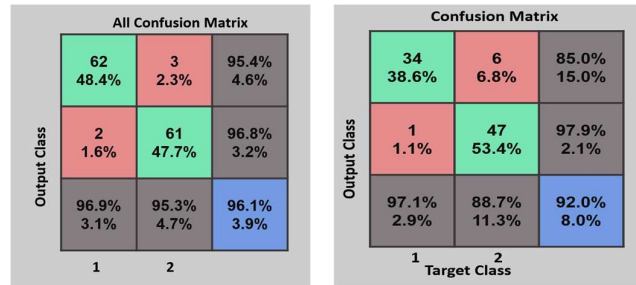 All Confusion Matrix
62 3 95.4%
48.4% 2.3% 4.6%
2 61 96.8%
1.6% 47.7% 3.2%
96.9% 95.3% 96.1%
3.1% 4.7% 3.9%
Output Class
1 2
Confusion Matrix
34 6 85.0%
38.6% 6.8% 15.0%
1 47 97.9%
1.1% 53.4% 2.1%
97.1% 88.7% 92.0%
2.9% 11.3% 8.0%
Output Class
1 2
Target Class